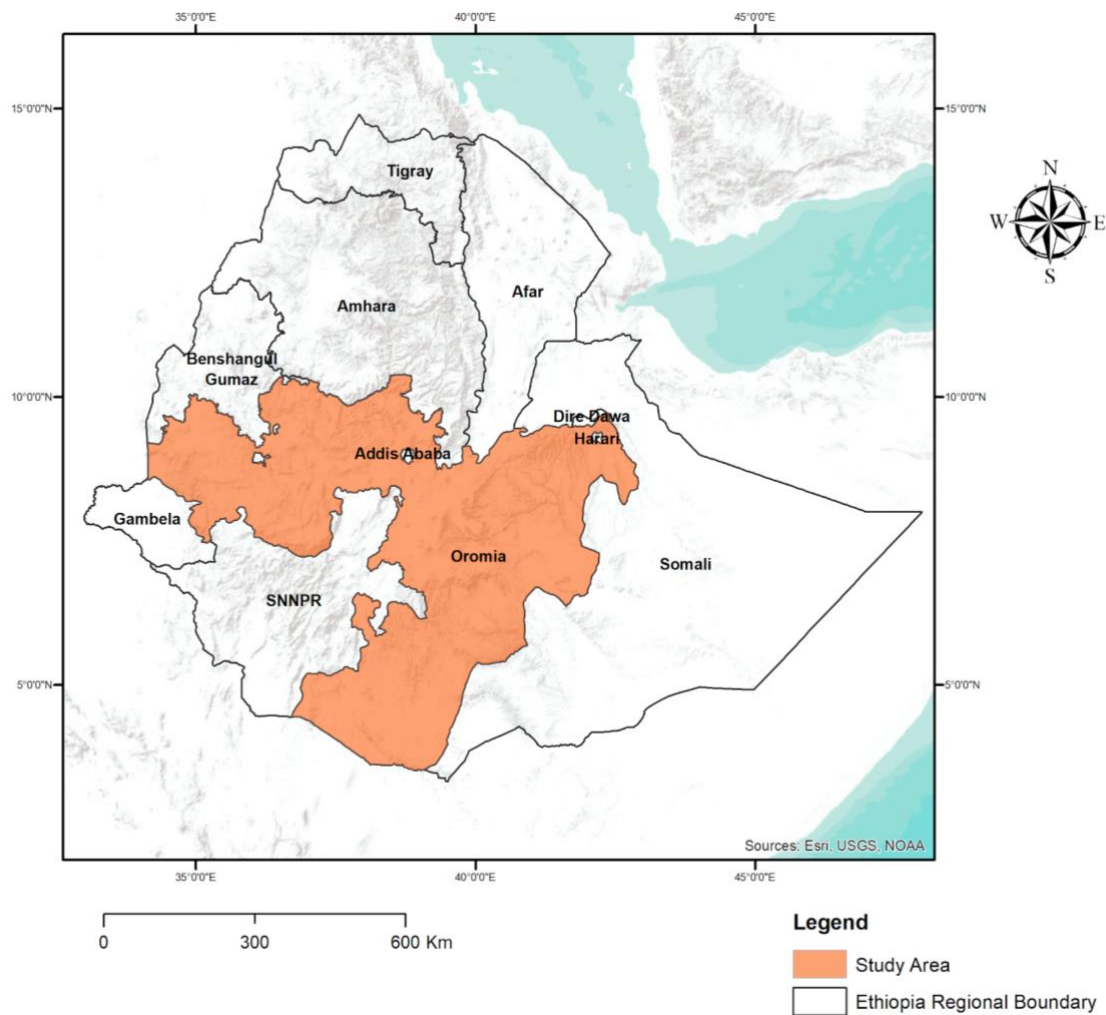 35°0'0"E 40°0'0"E 45°0'0"E
15°0'0"N 15°0'0"N
N
W E
S
Tigray
Afar
Amhara
Benshangul
Gumaz
10°0'0"N 10°0'0"N
Dire Dawa
Harari
Addis Ababa
Gambela
Oromia
Somali
SNNPR
5°0'0"N 5°0'0"N
Sources: Esri, USGS, NOAA
35°0'0"E 40°0'0"E 45°0'0"E
0 300 600 Km
Legend
Study Area
Ethiopia Regional Boundary